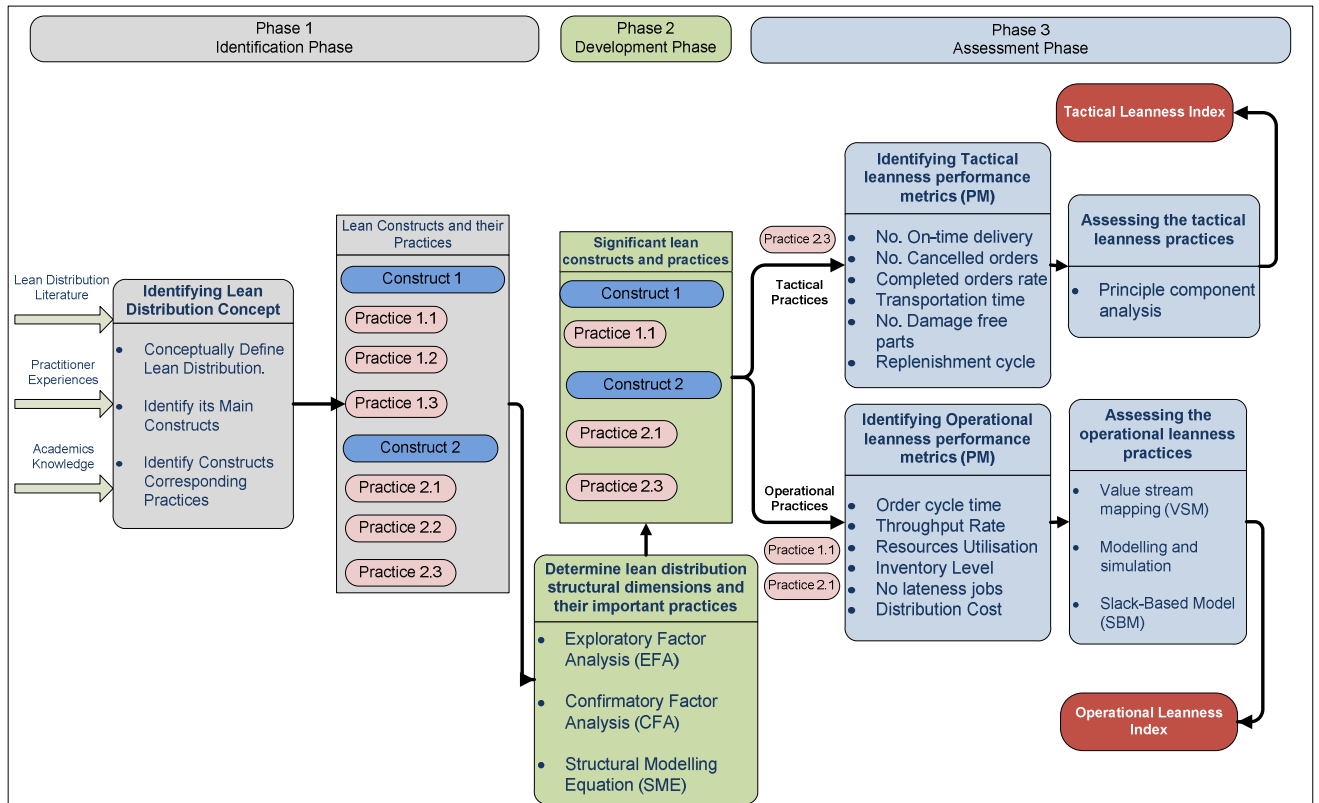 Phase 1
Identification Phase
Phase 2
Development Phase
Phase 3
Assessment Phase
Lean Distribution
Literature
Practitioner
Experiences
Academics
Knowledge
Identifying Lean
Distribution Concept
• Conceptually Define
Lean Distribution.
• Identify its Main
Constructs
• Identify Constructs
Corresponding
Practices
Lean Constructs and their
Practices
Construct 1
Practice 1.1
Practice 1.2
Practice 1.3
Construct 2
Practice 2.1
Practice 2.2
Practice 2.3
Significant lean
constructs and practices
Construct 1
Practice 1.1
Construct 2
Practice 2.1
Practice 2.3
Determine lean distribution
structural dimensions and
their important practices
• Exploratory Factor
Analysis (EFA)
• Confirmatory Factor
Analysis (CFA)
• Structural Modelling
Equation (SME)
Practice 2.3
Tactical
Practices
Operational
Practices
Practice 1.1
Practice 2.1
Identifying Tactical
leanness performance
metrics (PM)
• No. On-time delivery
• No. Cancelled orders
• Completed orders rate
• Transportation time
• No. Damage free
parts
• Replenishment cycle
Identifying Operational
leanness performance
metrics (PM)
• Order cycle time
• Throughput Rate
• Resources Utilisation
• Inventory Level
• No lateness jobs
• Distribution Cost
Tactical Leanness Index
Assessing the tactical
leanness practices
• Principle component
analysis
Assessing the
operational leanness
practices
• Value stream
mapping (VSM)
• Modelling and
simulation
• Slack-Based Model
(SBM)
Operational Leanness
Index